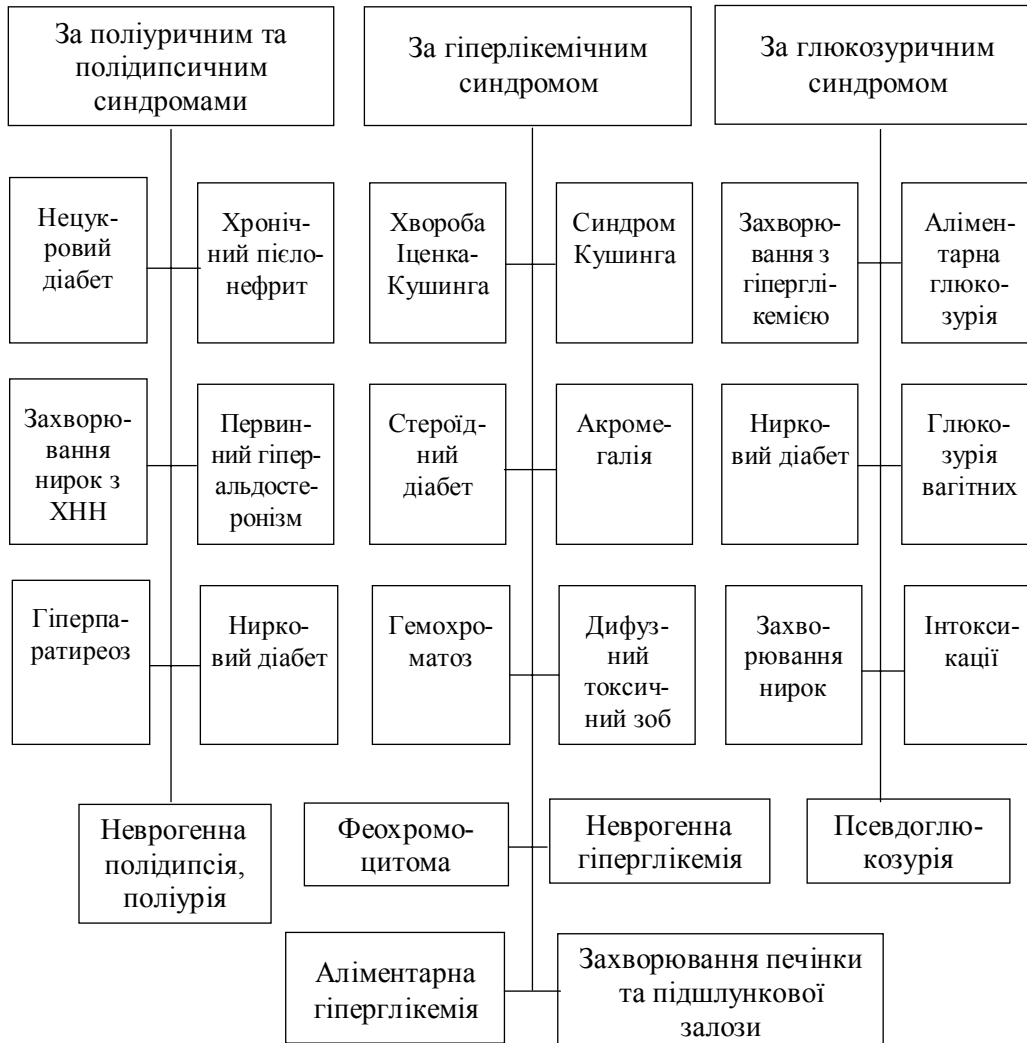 За поліуричним та
полідипсичним
синдромами
За гіперлікемічним
синдромом
За глюкозуричним
синдромом
Нецук-
ровий
діабет
Хроніч-
ний пієло-
нефрит
Хвороба
Іценка-
Кушинга
Синдром
Кушинга
Захворю-
вання з
гіперглі-
кемією
Алімен-
тарна
глюко-
зурія
Захворю-
вання
нирок з
ХНН
Первин-
ний гіпер-
альдосте-
ронізм
Стероїд-
ний
діабет
Акроме-
галія
Нирко-
вий діабет
Глюко-
зурія
вагітних
Гіперпа-
ратиреоз
Нирко-
вий діабет
Гемохро-
матоз
Дифуз-
ний
токсич-
ний зоб
Захво-
рювання
нирок
Інтокси-
кації
Неврогенна
полідипсія,
поліурія
Феохромо-
цитома
Неврогенна
гіперглікемія
Псевдоглю-
козурія
Аліментарна
гіперглікемія
Захворювання печінки
та підшлункової
залози